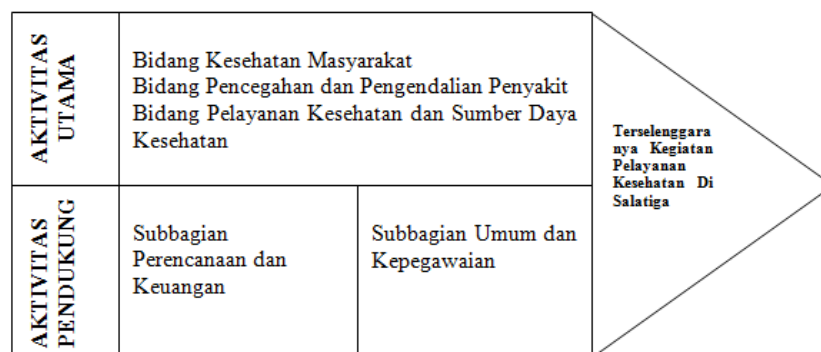 AKTIVITAS
UTAMA
Bidang Kesehatan Masyarakat
Bidang Pencegahan dan Pengendalian Penyakit
Bidang Pelayanan Kesehatan dan Sumber Daya
Kesehatan
Terselenggara
nya Kegiatan
Pelayanan
Kesehatan Di
Salatiga
AKTIVITAS
PENDUKUNG
Subbagian
Perencanaan dan
Keuangan
Subbagian Umum dan
Kepegawaian